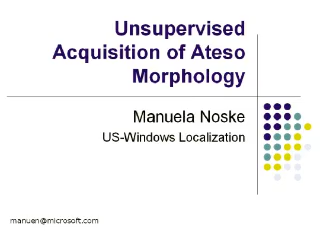 Unsupervised
Acquisition of Ateso
Morphology
Manuela Noske
US-Windows Localization
manuen@microsoft.com